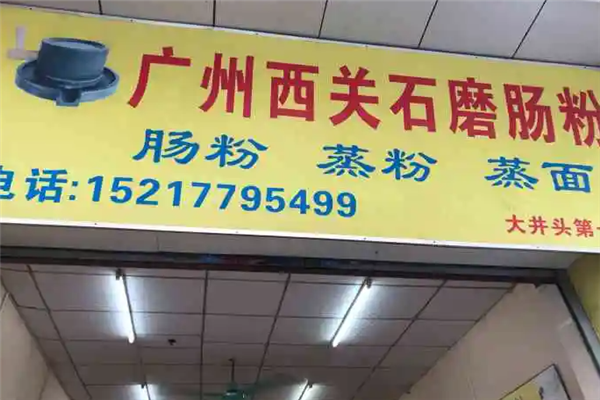 广州西关石磨肠粉
肠粉 蒸粉 蒸面
电话:15217795499
大井头第